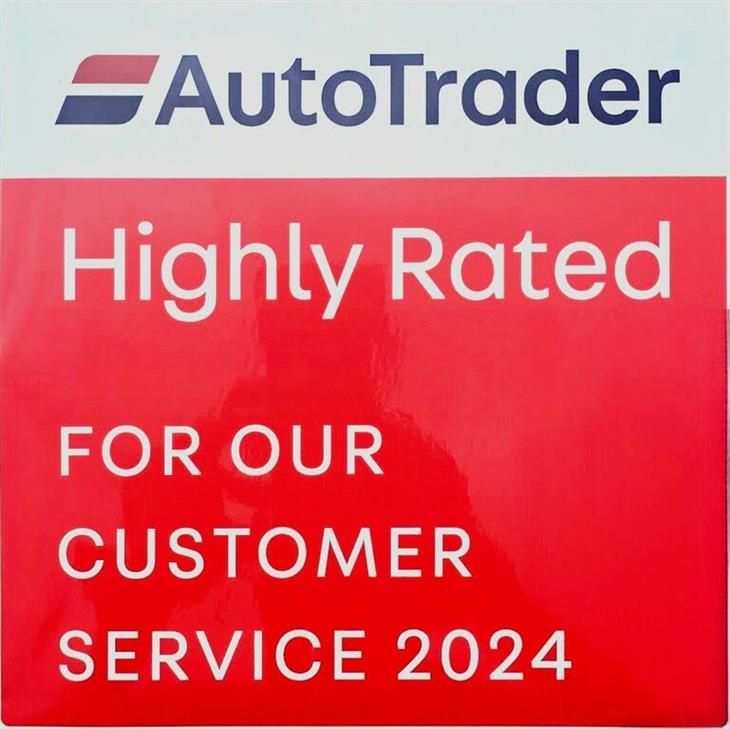 AutoTrader
Highly Rated
FOR OUR
CUSTOMER
SERVICE 2024